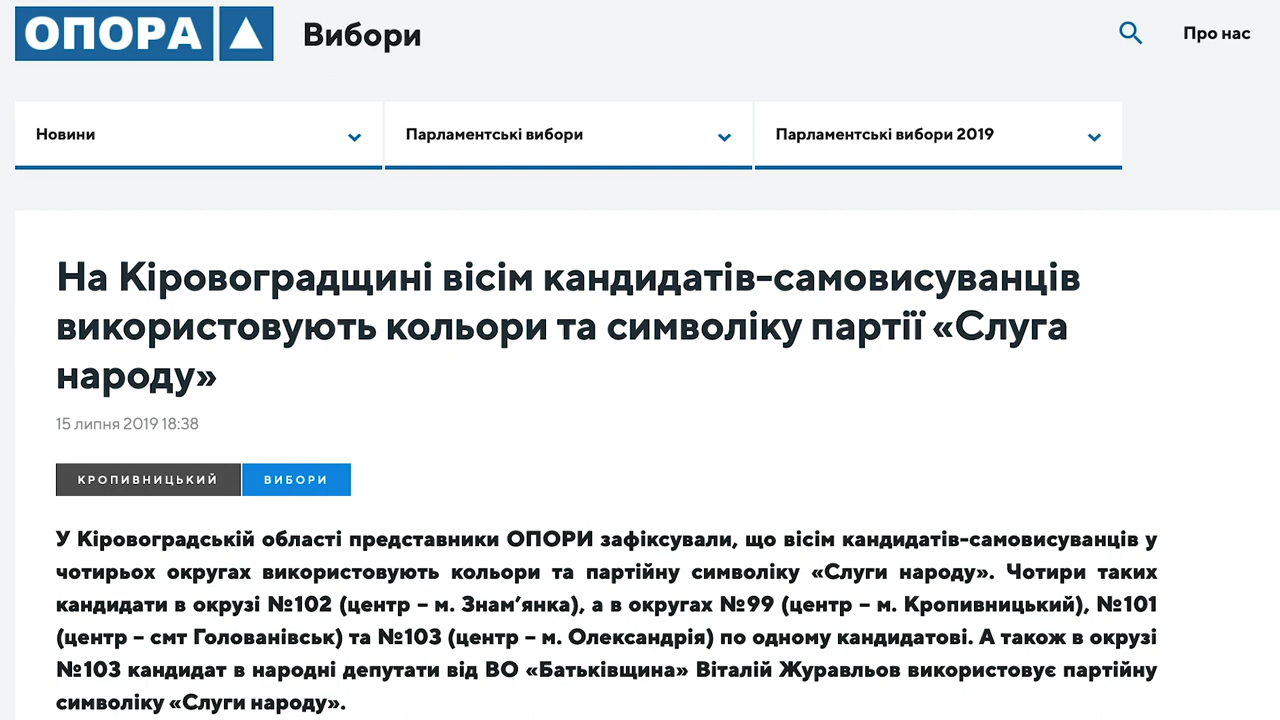 ОПОРА Вибори Про нас
Новини Парламентські вибори Парламентські вибори 2019
На Кіровоградщині вісім кандидатів-самовисуванців
використовують кольори та символіку партії «Слуга
народу»
15 липня 2019 18:38
КРОПИВНИЦЬКИЙ ВИБОРИ
У Кіровоградській області представники ОПОРИ зафіксували, що вісім кандидатів-самовисуванців у
чотирьох округах використовують кольори та партійну символіку «Слуги народу». Чотири таких
кандидати в окрузі №102 (центр – м. Знам’янка), а в округах №99 (центр – м. Кропивницький), №101
(центр – смт Голованівськ) та №103 (центр – м. Олександрія) по одному кандидатові. А також в окрузі
№103 кандидат в народні депутати від ВО «Батьківщина» Віталій Журавльов використовує партійну
символіку «Слуги народу».